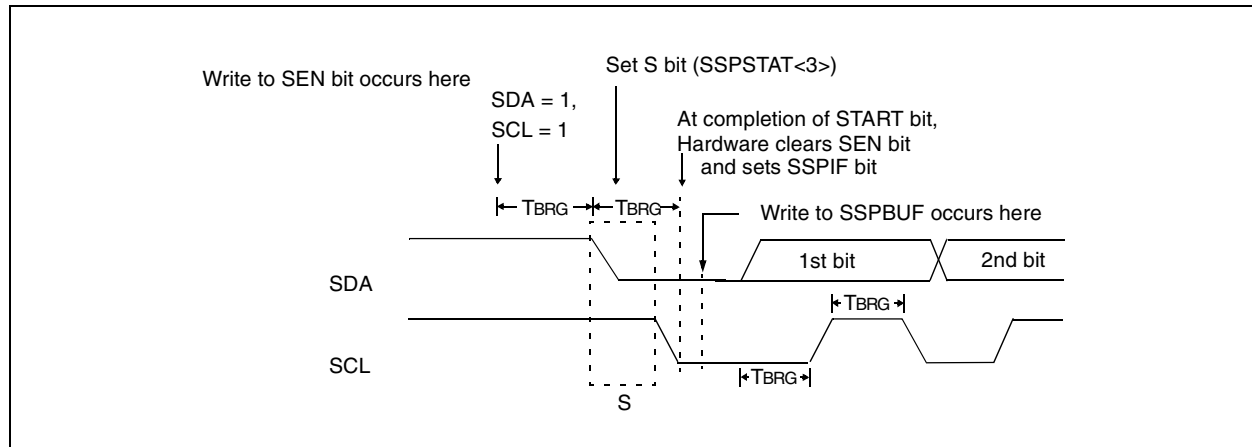 Write to SEN bit occurs here
Set S bit (SSPSTAT<3>)
SDA = 1,
SCL = 1
At completion of START bit,
Hardware clears SEN bit
and sets SSPIF bit
TBRG
TBRG
Write to SSPBUF occurs here
SDA
1st bit
2nd bit
TBRG
SCL
TBRG
S